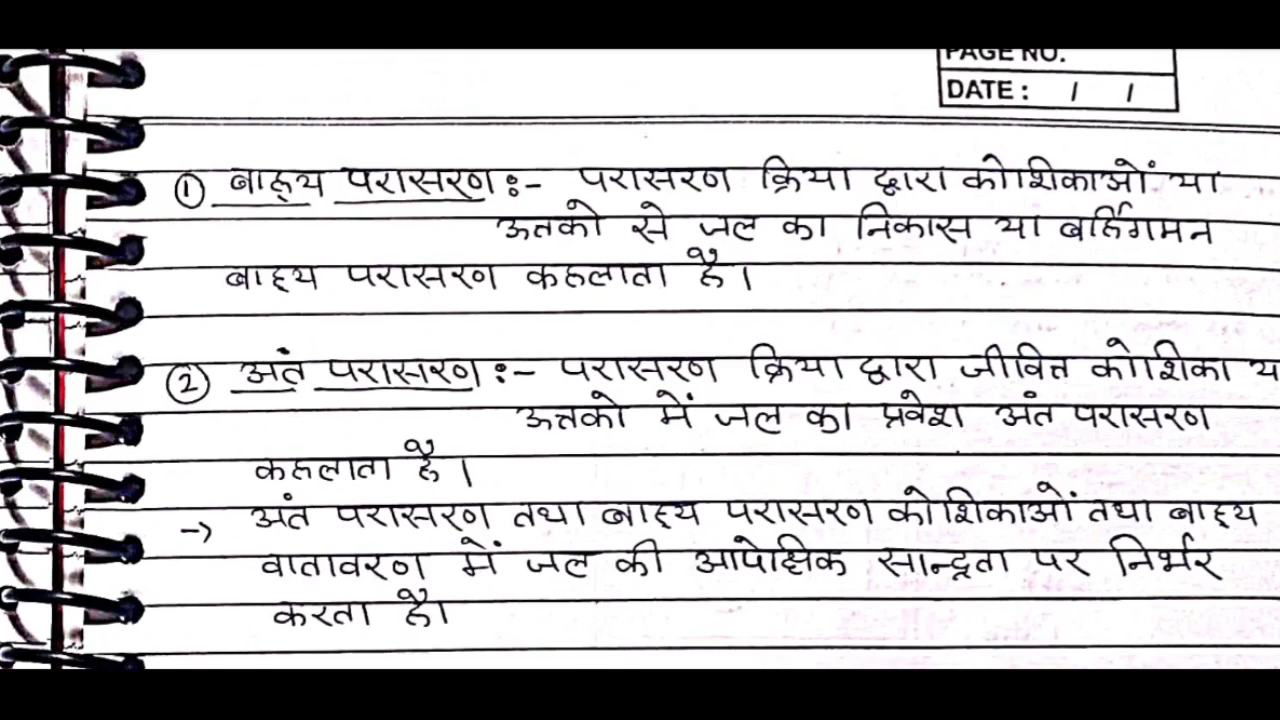 PAGE NO.
DATE : / /
① बाह्य परासरण :- परासरण क्रिया द्वारा कोशिकाओं या
ऊतको से जल का निकास या बर्हिगमन
बाह्य परासरण कहलाता है।
② अंत परासरण :- परासरण क्रिया द्वारा जीवित कोशिका य
ऊत्तको में जल का प्रवेश अंत परासरण
कहलाता है।
→ अंत परासरण तथा बाह्य परासरण कोशिकाओं तथा बाह्य
वातावरण में जल की आपेक्षिक सान्द्रता पर निर्भर
करता है।